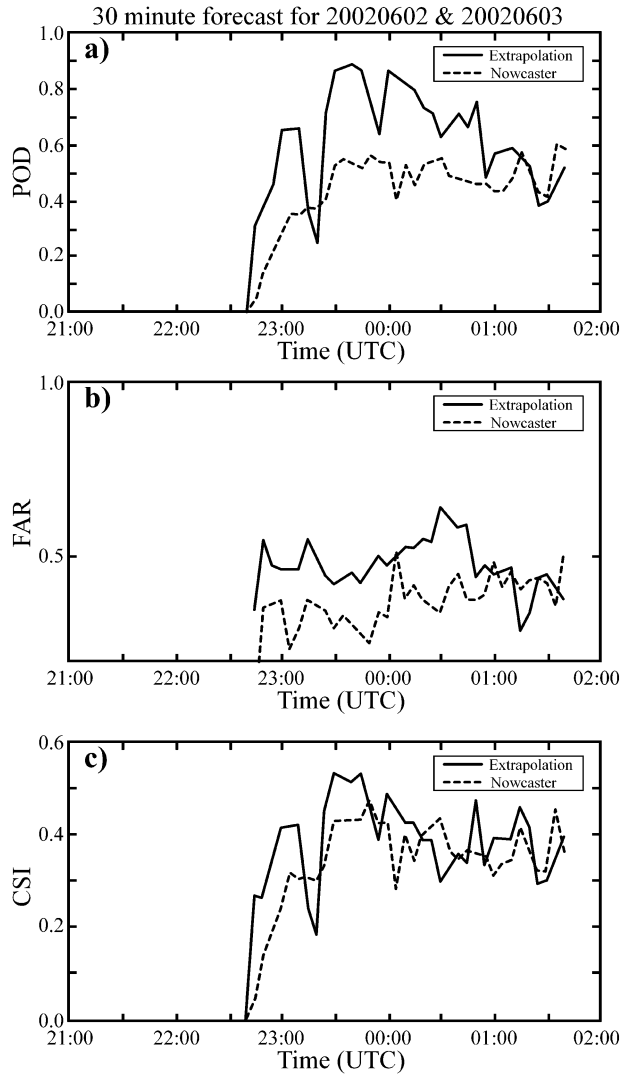 30 minute forecast for 20020602 & 20020603
a)
Extrapolation
Nowcaster
POD
1.0
0.8
0.6
0.4
0.2
0.0
21:00 22:00 23:00 00:00 01:00 02:00
Time (UTC)
b)
Extrapolation
Nowcaster
FAR
1.0
0.5
21:00 22:00 23:00 00:00 01:00 02:00
Time (UTC)
c)
Extrapolation
Nowcaster
CSI
0.6
0.4
0.2
0.0
21:00 22:00 23:00 00:00 01:00 02:00
Time (UTC)